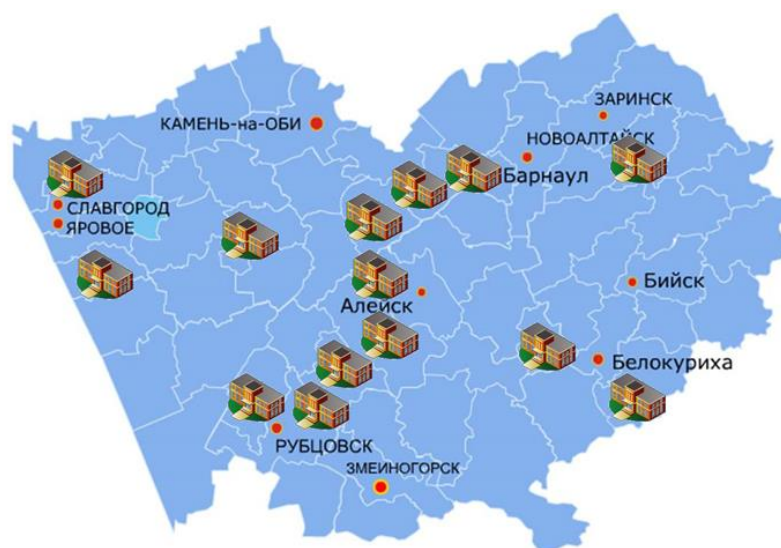 ЗАРИНСК
КАМЕНЬ-на-ОБИ
НОВОАЛТАЙСК
Барнаул
СЛАВГОРОД
ЯРОВОЕ
Бийск
Алейск
Белокуриха
РУБЦОВСК
ЗМЕИНОГОРСК